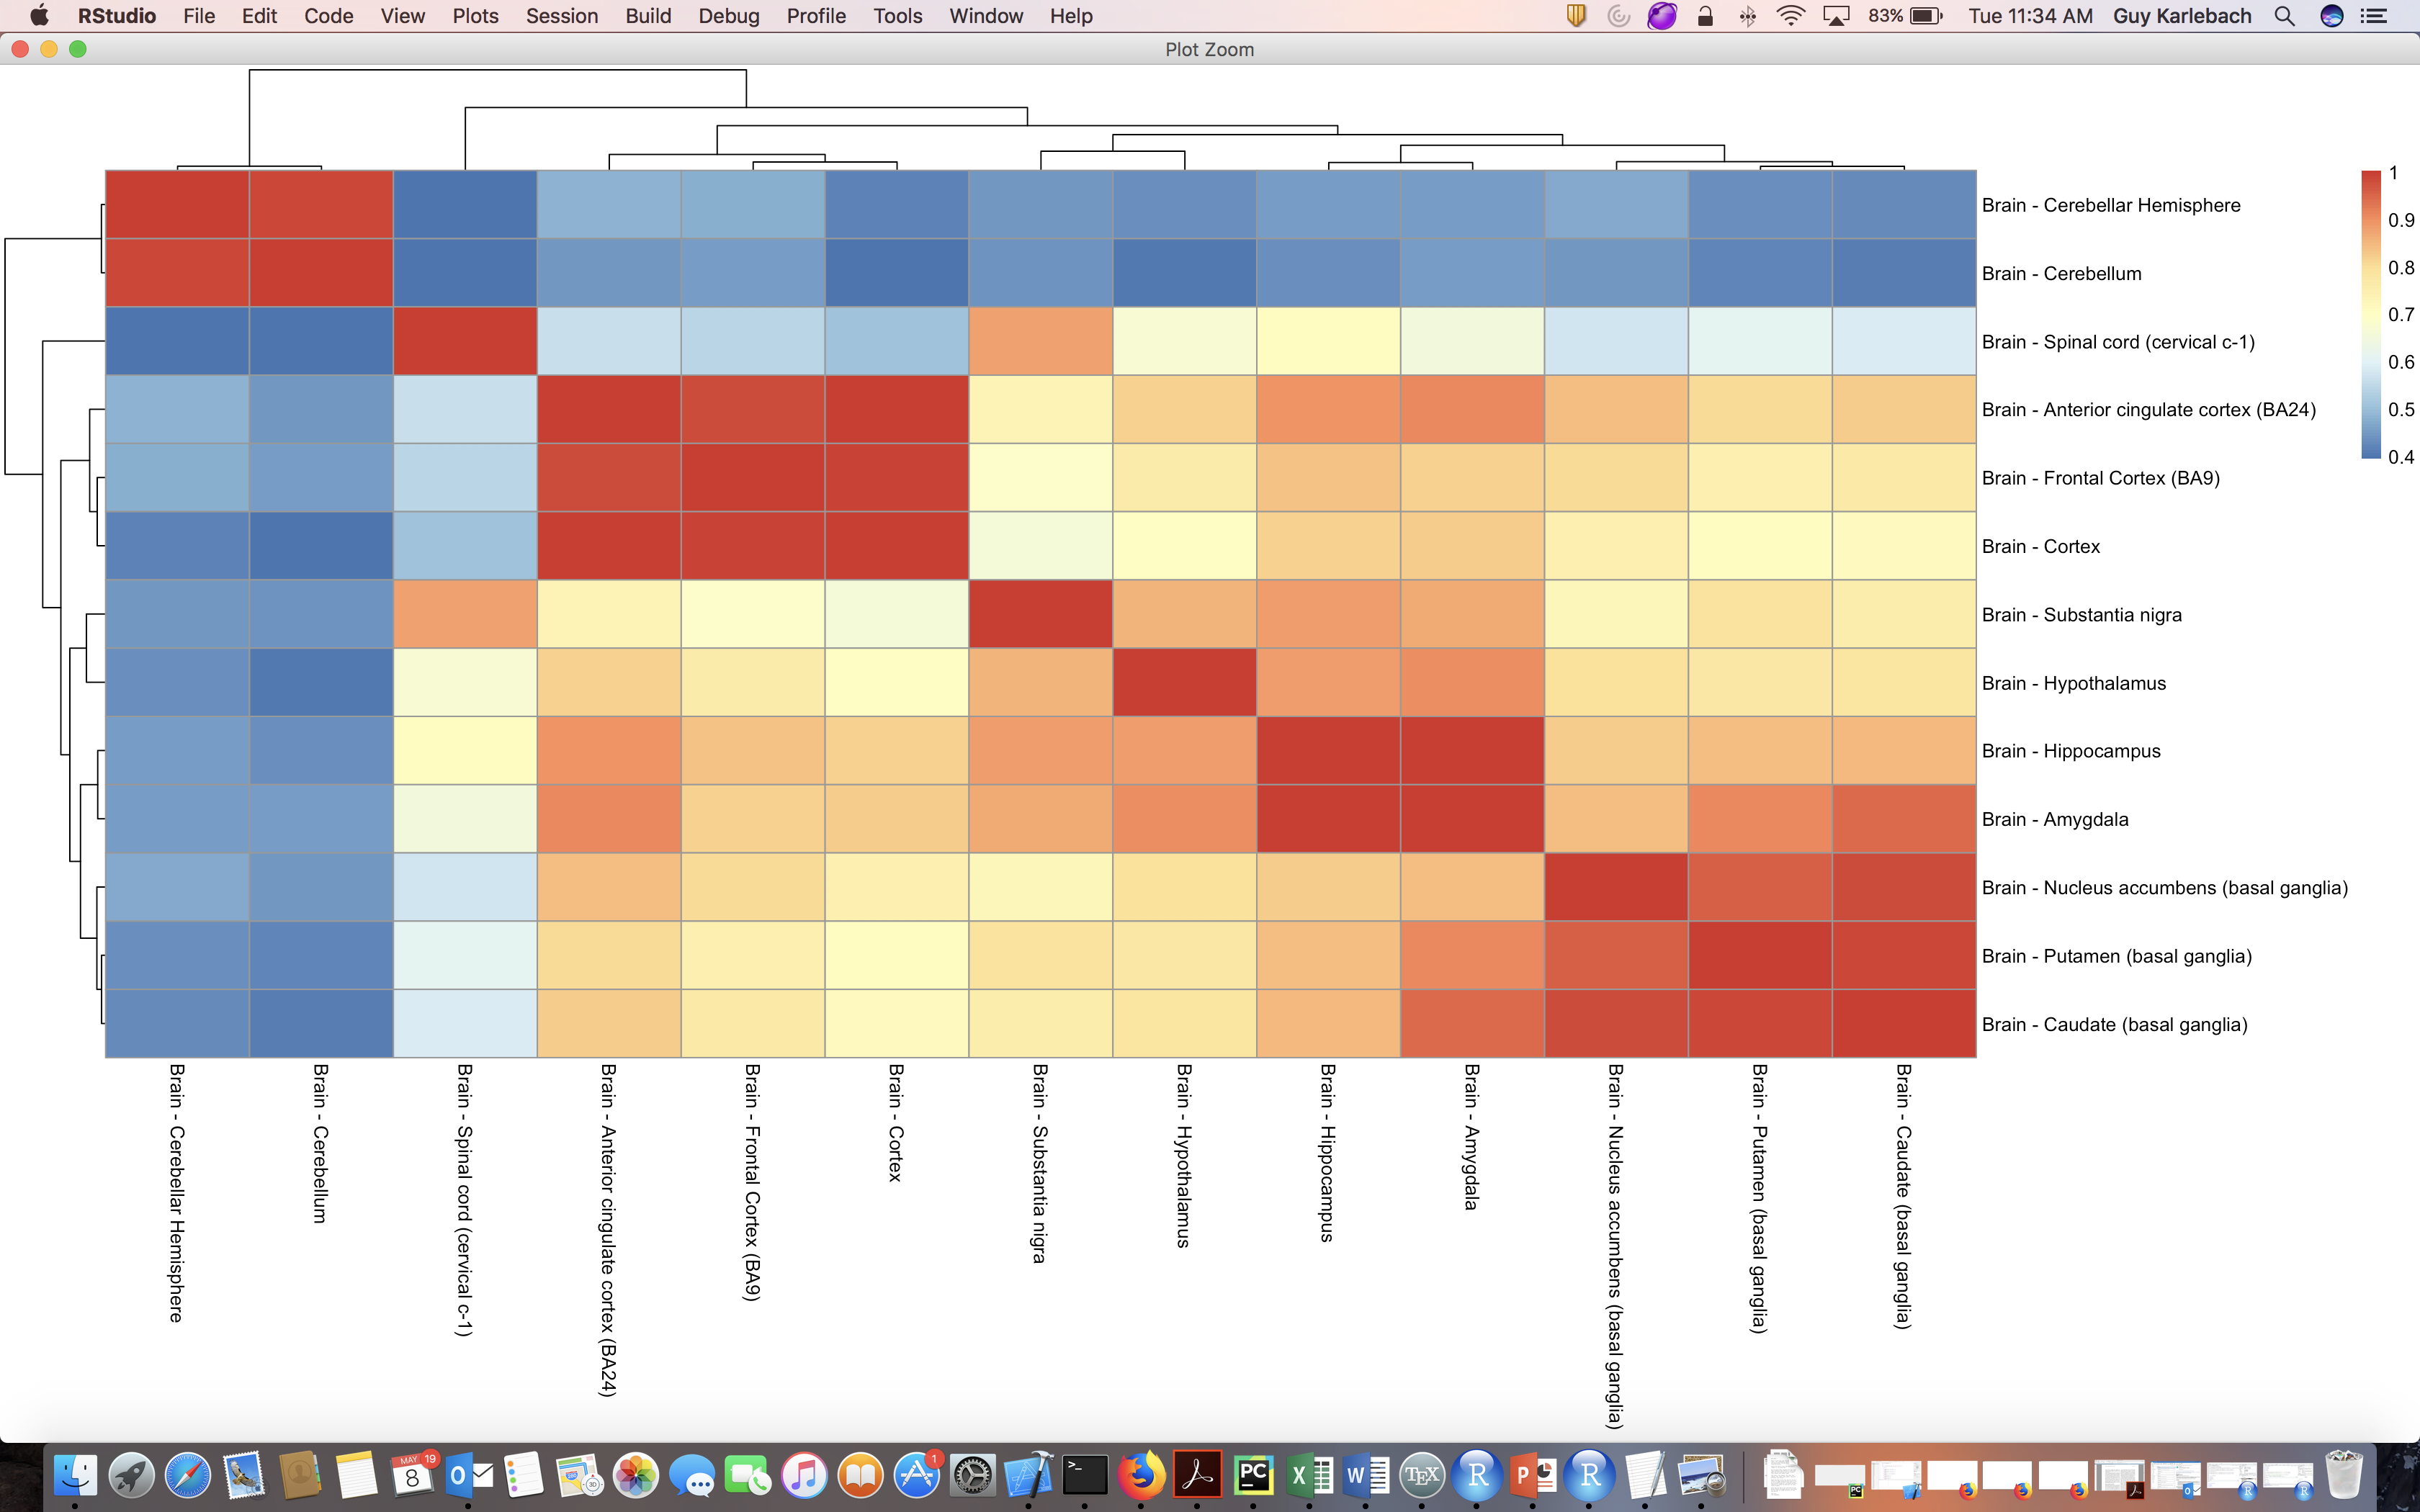 RStudio File Edit Code View Plots Session Build Debug Profile Tools Window Help 83% Tue 11:34 AM Guy Karlebach
Plot Zoom
1
0.9
0.8
0.7
0.6
0.5
0.4
Brain - Cerebellar Hemisphere
Brain - Cerebellum
Brain - Spinal cord (cervical c-1)
Brain - Anterior cingulate cortex (BA24)
Brain - Frontal Cortex (BA9)
Brain - Cortex
Brain - Substantia nigra
Brain - Hypothalamus
Brain - Hippocampus
Brain - Amygdala
Brain - Nucleus accumbens (basal ganglia)
Brain - Putamen (basal ganglia)
Brain - Caudate (basal ganglia)
Brain - Cerebellar Hemisphere
Brain - Cerebellum
Brain - Spinal cord (cervical c-1)
Brain - Anterior cingulate cortex (BA24)
Brain - Frontal Cortex (BA9)
Brain - Cortex
Brain - Substantia nigra
Brain - Hypothalamus
Brain - Hippocampus
Brain - Amygdala
Brain - Nucleus accumbens (basal ganglia)
Brain - Putamen (basal ganglia)
Brain - Caudate (basal ganglia)
MAY 8 19 1 PC X W TEX R P R